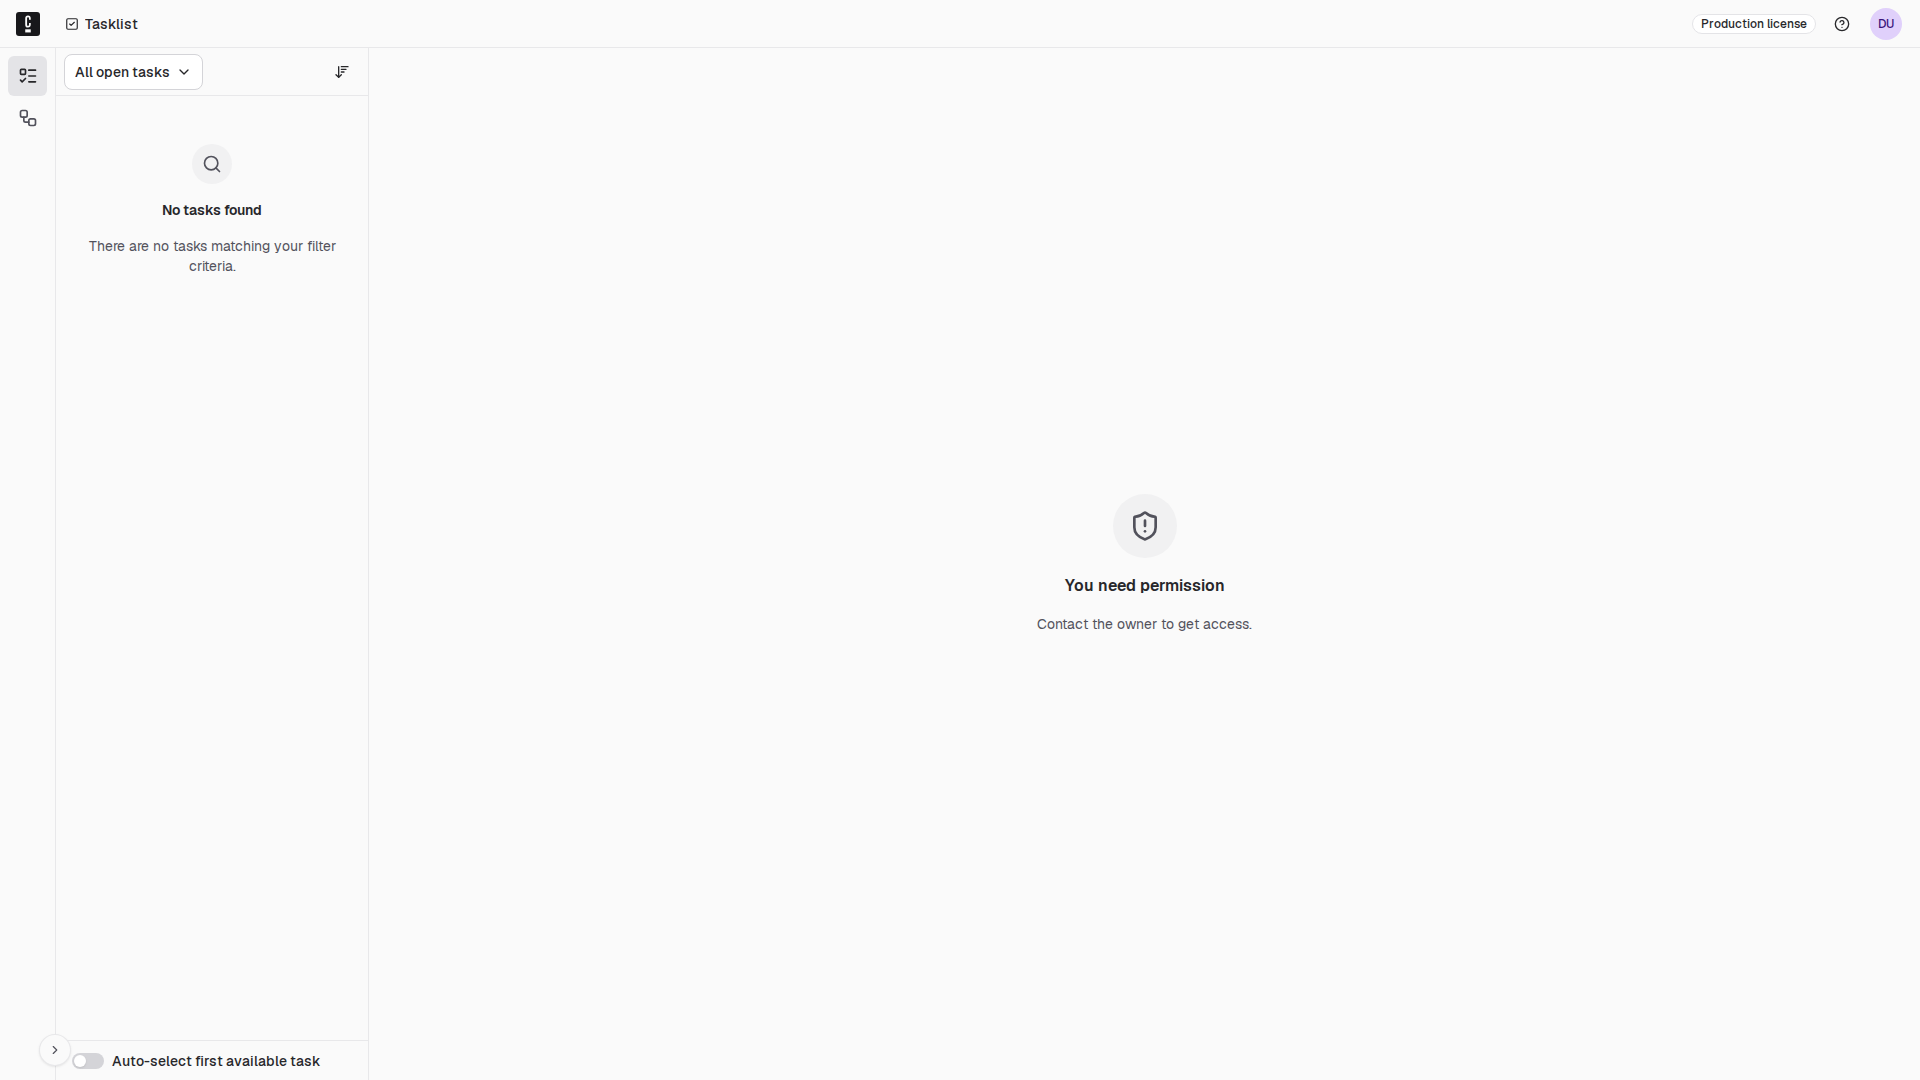 Tasklist
Production license
DU
All open tasks
No tasks found
There are no tasks matching your filter
criteria.
You need permission
Contact the owner to get access.
Auto-select first available task